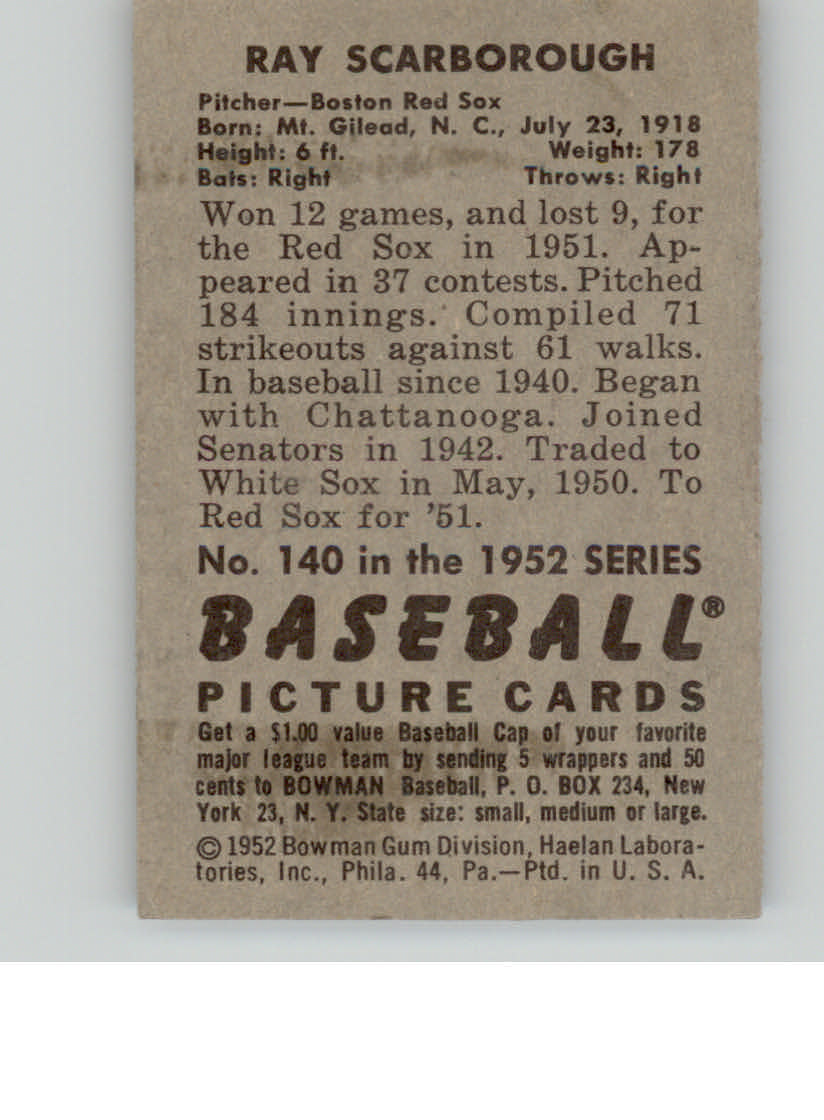 RAY SCARBOROUGH
Pitcher—Boston Red Sox
Born: Mt. Gilead, N. C., July 23, 1918
Height: 6 ft. Weight: 178
Bats: Right Throws: Right
Won 12 games, and lost 9, for
the Red Sox in 1951. Ap-
peared in 37 contests. Pitched
184 innings. Compiled 71
strikeouts against 61 walks.
In baseball since 1940. Began
with Chattanooga. Joined
Senators in 1942. Traded to
White Sox in May, 1950. To
Red Sox for '51.
No. 140 in the 1952 SERIES
BASEBALL®
PICTURE CARDS
Get a $1.00 value Baseball Cap of your favorite
major league team by sending 5 wrappers and 50
cents to BOWMAN Baseball, P. O. BOX 234, New
York 23, N. Y. State size: small, medium or large.
© 1952 Bowman Gum Division, Haelan Labora-
tories, Inc., Phila. 44, Pa.—Ptd. in U. S. A.